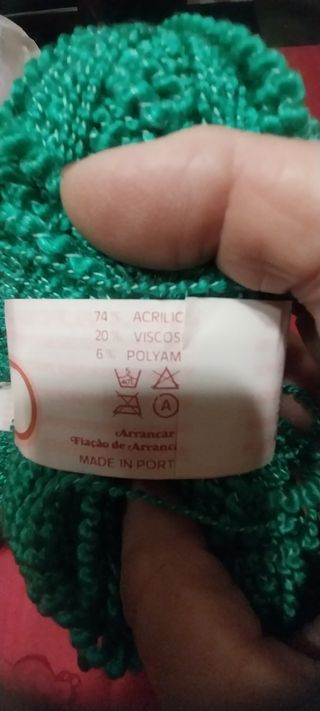 74% ACRILIC
20% VISCOS
6% POLYAM
A
Arrancar
Fiação de Arranc
MADE IN PORT